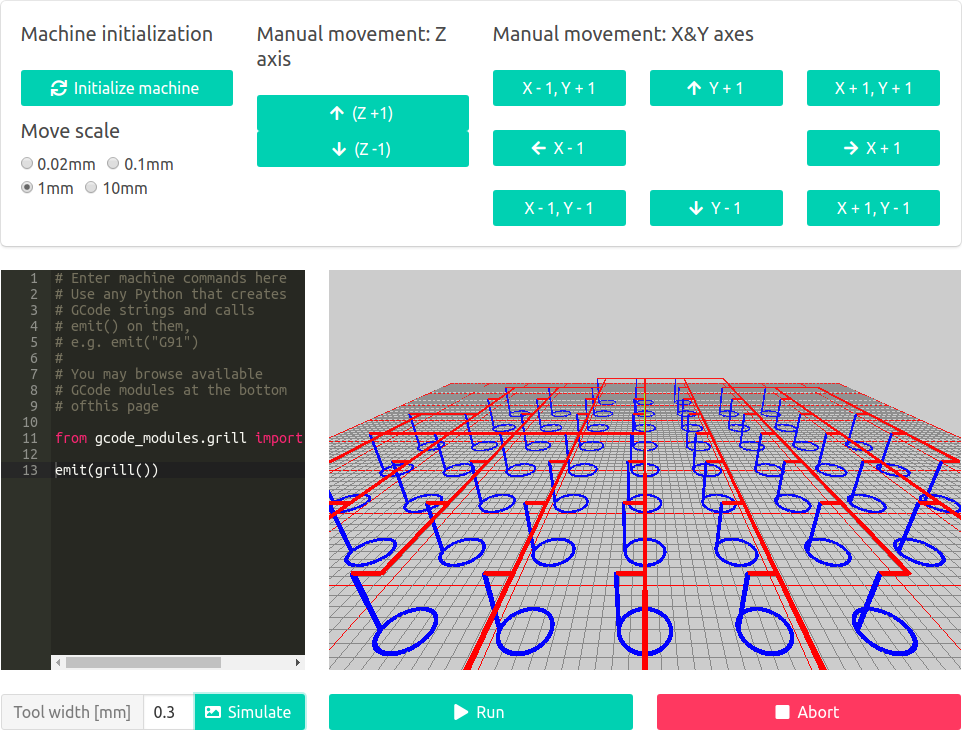 Machine initialization
Initialize machine
Move scale
0.02mm 0.1mm
1mm 10mm
Manual movement: Z
axis
(Z +1)
(Z -1)
Manual movement: X&Y axes
X - 1, Y + 1 Y + 1 X + 1, Y + 1
X - 1 X + 1
X - 1, Y - 1 Y - 1 X + 1, Y - 1
1 # Enter machine commands here
2 # Use any Python that creates
3 # GCode strings and calls
4 # emit() on them,
5 # e.g. emit("G91")
6 #
7 # You may browse available
8 # GCode modules at the bottom
9 # ofthis page
10
11 from gcode_modules.grill import
12
13 emit(grill())
Tool width [mm] 0.3 Simulate Run Abort